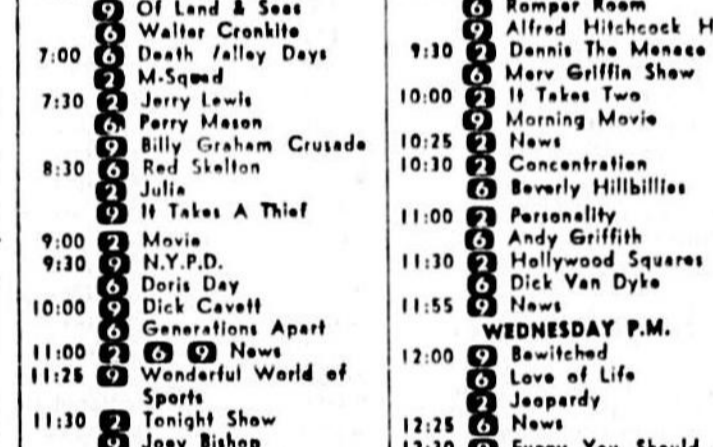 9 Of Land & Seas
6 Walter Cronkite
7:00 6 Death Valley Days
2 M-Squad
7:30 2 Jerry Lewis
6 Perry Mason
9 Billy Graham Crusade
8:30 6 Red Skelton
2 Julia
9 It Takes A Thief
9:00 2 Movie
9:30 9 N.Y.P.D.
6 Doris Day
10:00 9 Dick Cavett
6 Generations Apart
11:00 2 6 9 News
11:25 9 Wonderful World of
Sports
11:30 2 Tonight Show
9 Joey Bishop
6 Romper Room
9 Alfred Hitchcock H
9:30 2 Dennis The Menace
6 Merv Griffin Show
10:00 2 It Takes Two
9 Morning Movie
10:25 2 News
10:30 2 Concentration
6 Beverly Hillbillies
11:00 2 Personality
6 Andy Griffith
11:30 2 Hollywood Squares
6 Dick Van Dyke
11:55 9 News
WEDNESDAY P.M.
12:00 9 Bewitched
6 Love of Life
2 Jeopardy
12:25 6 News
12:30 9 Funny You Should